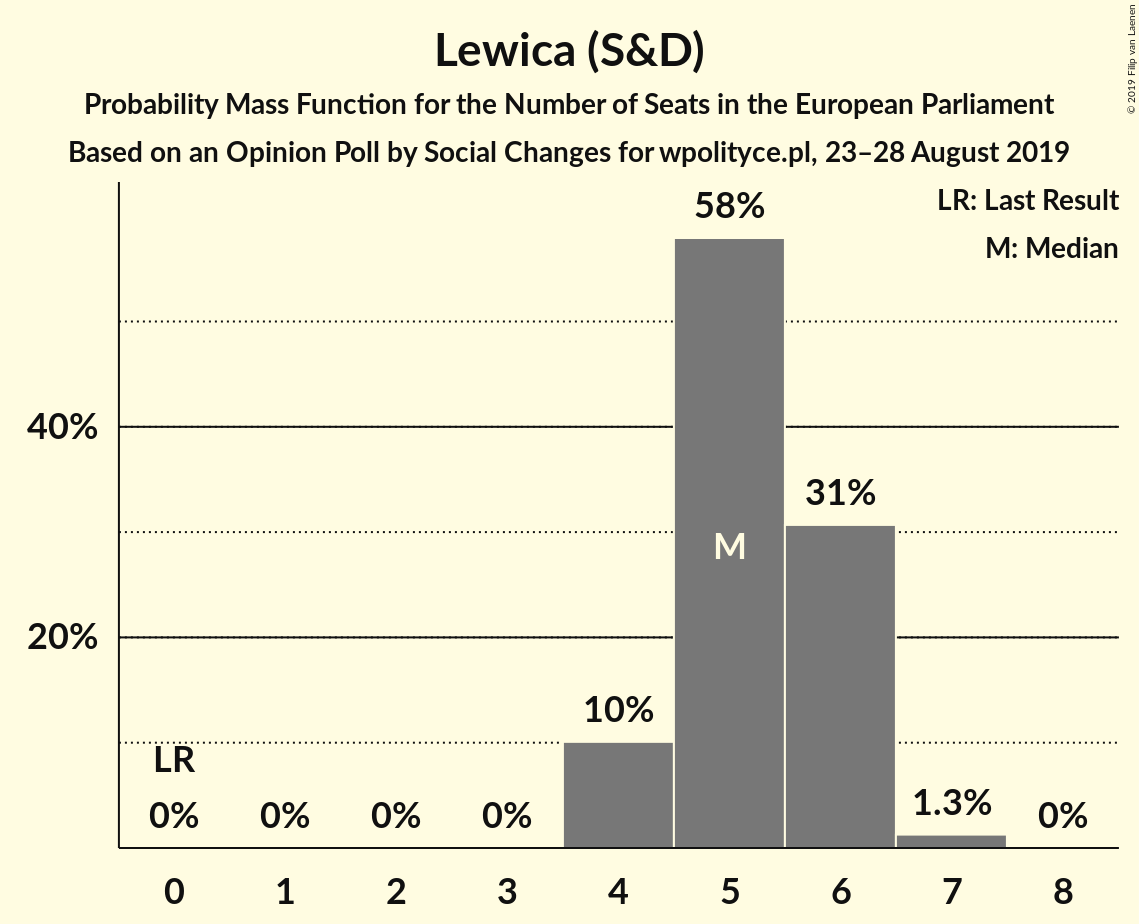 Lewica (S&D)
Probability Mass Function for the Number of Seats in the European Parliament
Based on an Opinion Poll by Social Changes for wpolityce.pl, 23–28 August 2019
© 2019 Filip van Laenen
LR: Last Result
M: Median
58%
40%
31%
M
20%
10%
LR
1.3%
0% 0% 0% 0% 0%
0 1 2 3 4 5 6 7 8